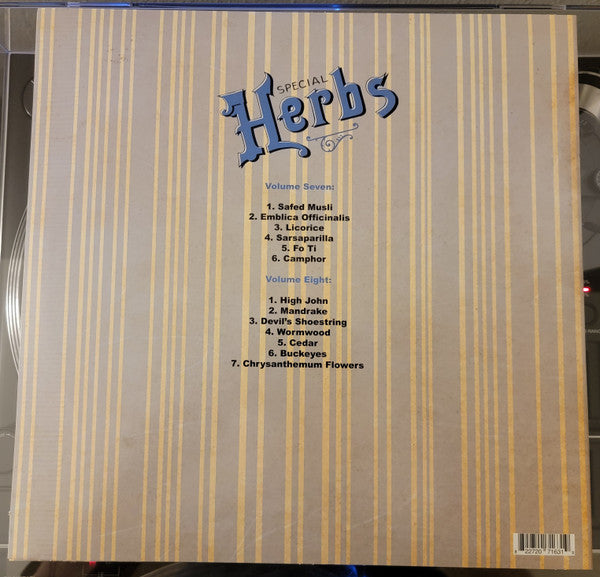 SPECIAL
Herbs
Volume Seven:
1. Safed Musli
2. Emblica Officinalis
3. Licorice
4. Sarsaparilla
5. Fo Ti
6. Camphor
Volume Eight:
1. High John
2. Mandrake
3. Devil's Shoestring
4. Wormwood
5. Cedar
6. Buckeyes
7. Chrysanthemum Flowers
22720 71631